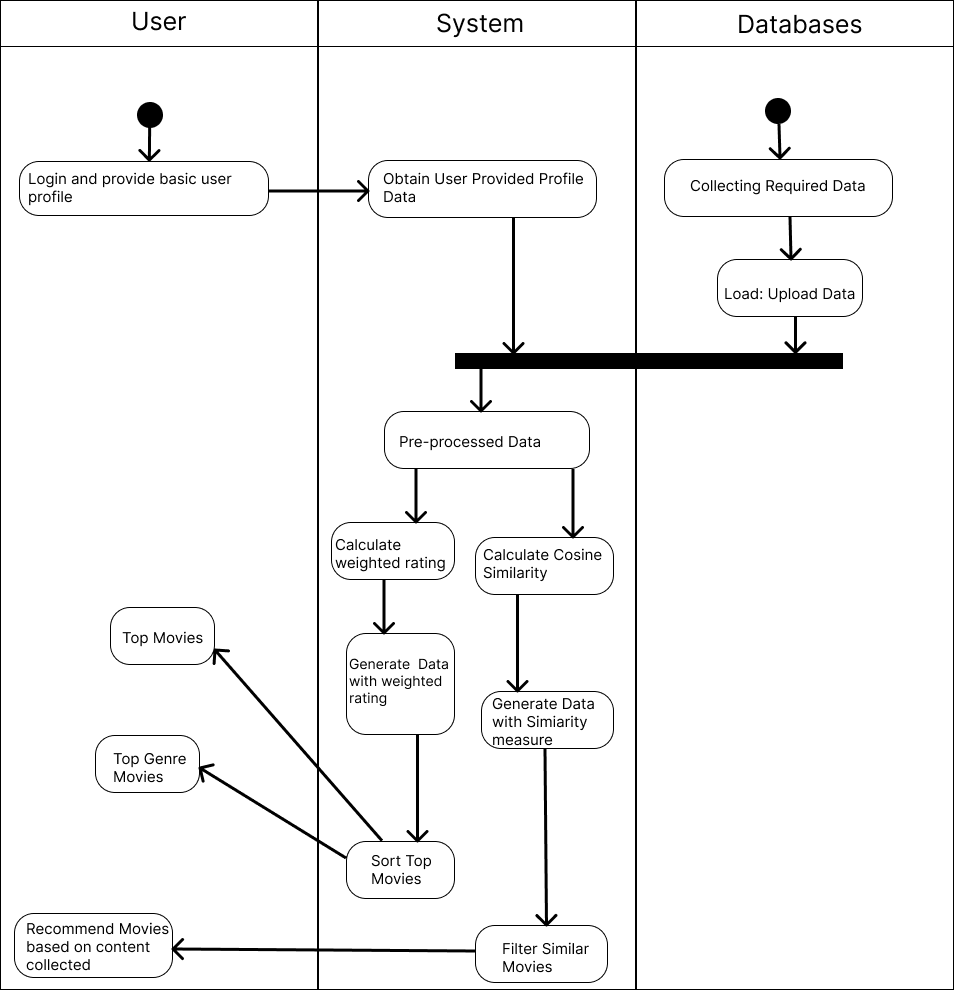 User
System
Databases
Login and provide basic user
profile
Obtain User Provided Profile
Data
Collecting Required Data
Load: Upload Data
Pre-processed Data
Calculate
weighted rating
Calculate Cosine
Similarity
Top Movies
Generate  Data
with weighted
rating
Generate Data
with Simiarity
measure
Top Genre
Movies
Sort Top
Movies
Recommend Movies
based on content
collected
Filter Similar
Movies